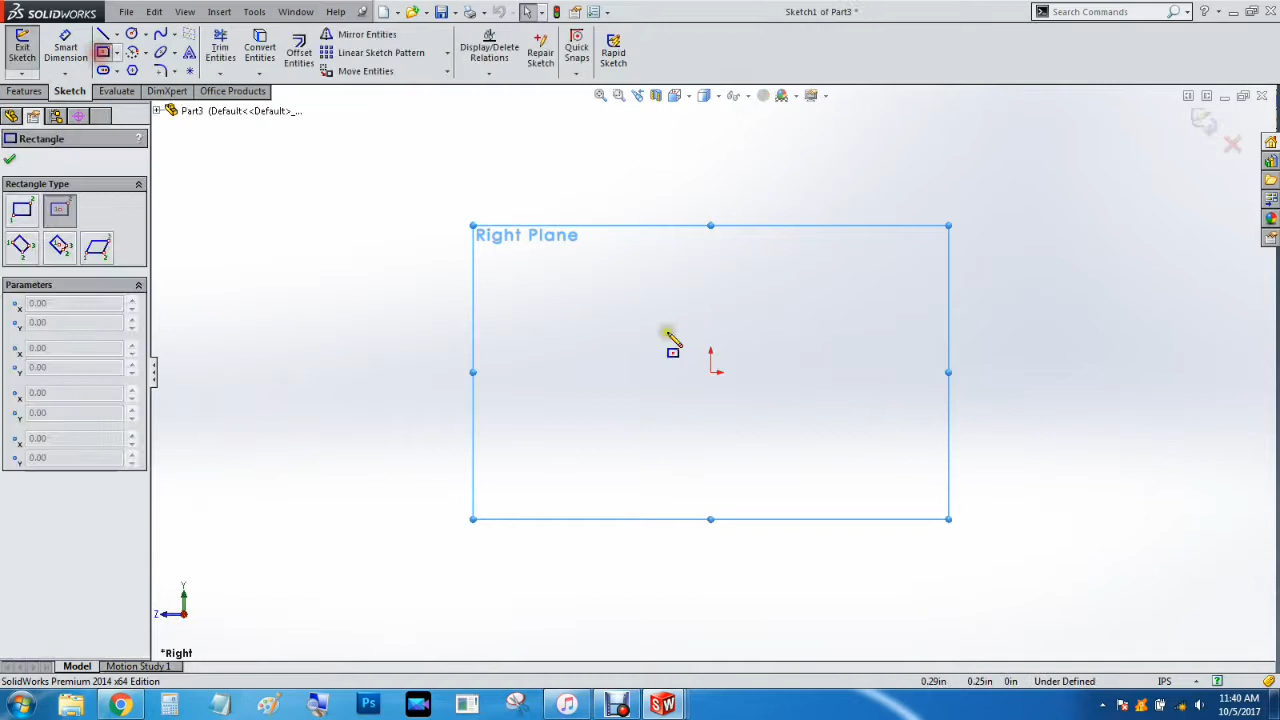 SOLIDWORKS File Edit View Insert Tools Window Help Sketch1 of Part3 * Search Commands
Exit Sketch Smart Dimension Trim Entities Convert Entities Offset Entities Mirror Entities Linear Sketch Pattern Move Entities Display/Delete Relations Repair Sketch Quick Snaps Rapid Sketch
Features Sketch Evaluate DimXpert Office Products
Part3 (Default<<Default>_...
Rectangle ?
Rectangle Type
Parameters
0.00
0.00
0.00
0.00
0.00
0.00
0.00
0.00
Right Plane
Y
Z
*Right
Model Motion Study 1
SolidWorks Premium 2014 x64 Edition 0.29in 0.25in 0in Under Defined IPS
11:40 AM
10/5/2017